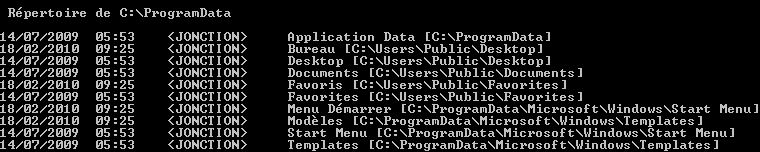 Répertoire de C:\ProgramData
14/07/2009 05:53 <JONCTION> Application Data [C:\ProgramData]
18/02/2010 09:25 <JONCTION> Bureau [C:\Users\Public\Desktop]
14/07/2009 05:53 <JONCTION> Desktop [C:\Users\Public\Desktop]
14/07/2009 05:53 <JONCTION> Documents [C:\Users\Public\Documents]
18/02/2010 09:25 <JONCTION> Favoris [C:\Users\Public\Favorites]
14/07/2009 05:53 <JONCTION> Favorites [C:\Users\Public\Favorites]
18/02/2010 09:25 <JONCTION> Menu Démarrer [C:\ProgramData\Microsoft\Windows\Start Menu]
18/02/2010 09:25 <JONCTION> Modèles [C:\ProgramData\Microsoft\Windows\Templates]
14/07/2009 05:53 <JONCTION> Start Menu [C:\ProgramData\Microsoft\Windows\Start Menu]
14/07/2009 05:53 <JONCTION> Templates [C:\ProgramData\Microsoft\Windows\Templates]